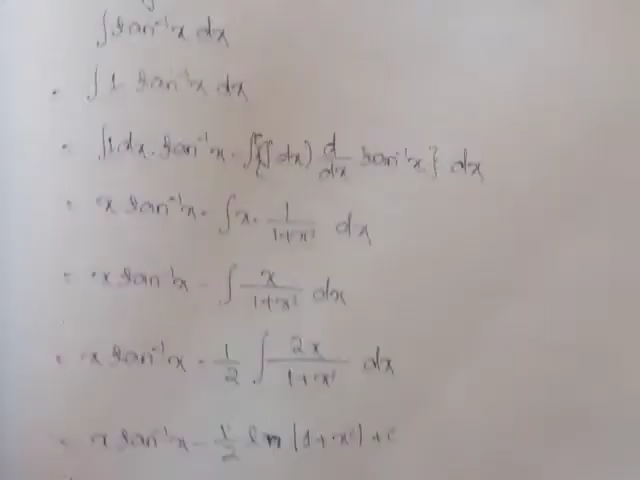 ∫ tan⁻¹x dx
= ∫ 1 tan⁻¹x dx
= ∫1 dx · tan⁻¹x - ∫{(∫ dx) d/dx tan⁻¹x} dx
= x tan⁻¹x - ∫ x · 1/(1+x²) dx
= x tan⁻¹x - ∫ x/(1+x²) dx
= x tan⁻¹x - 1/2 ∫ 2x/(1+x²) dx
= x tan⁻¹x - 1/2 ln |1+x²| + c